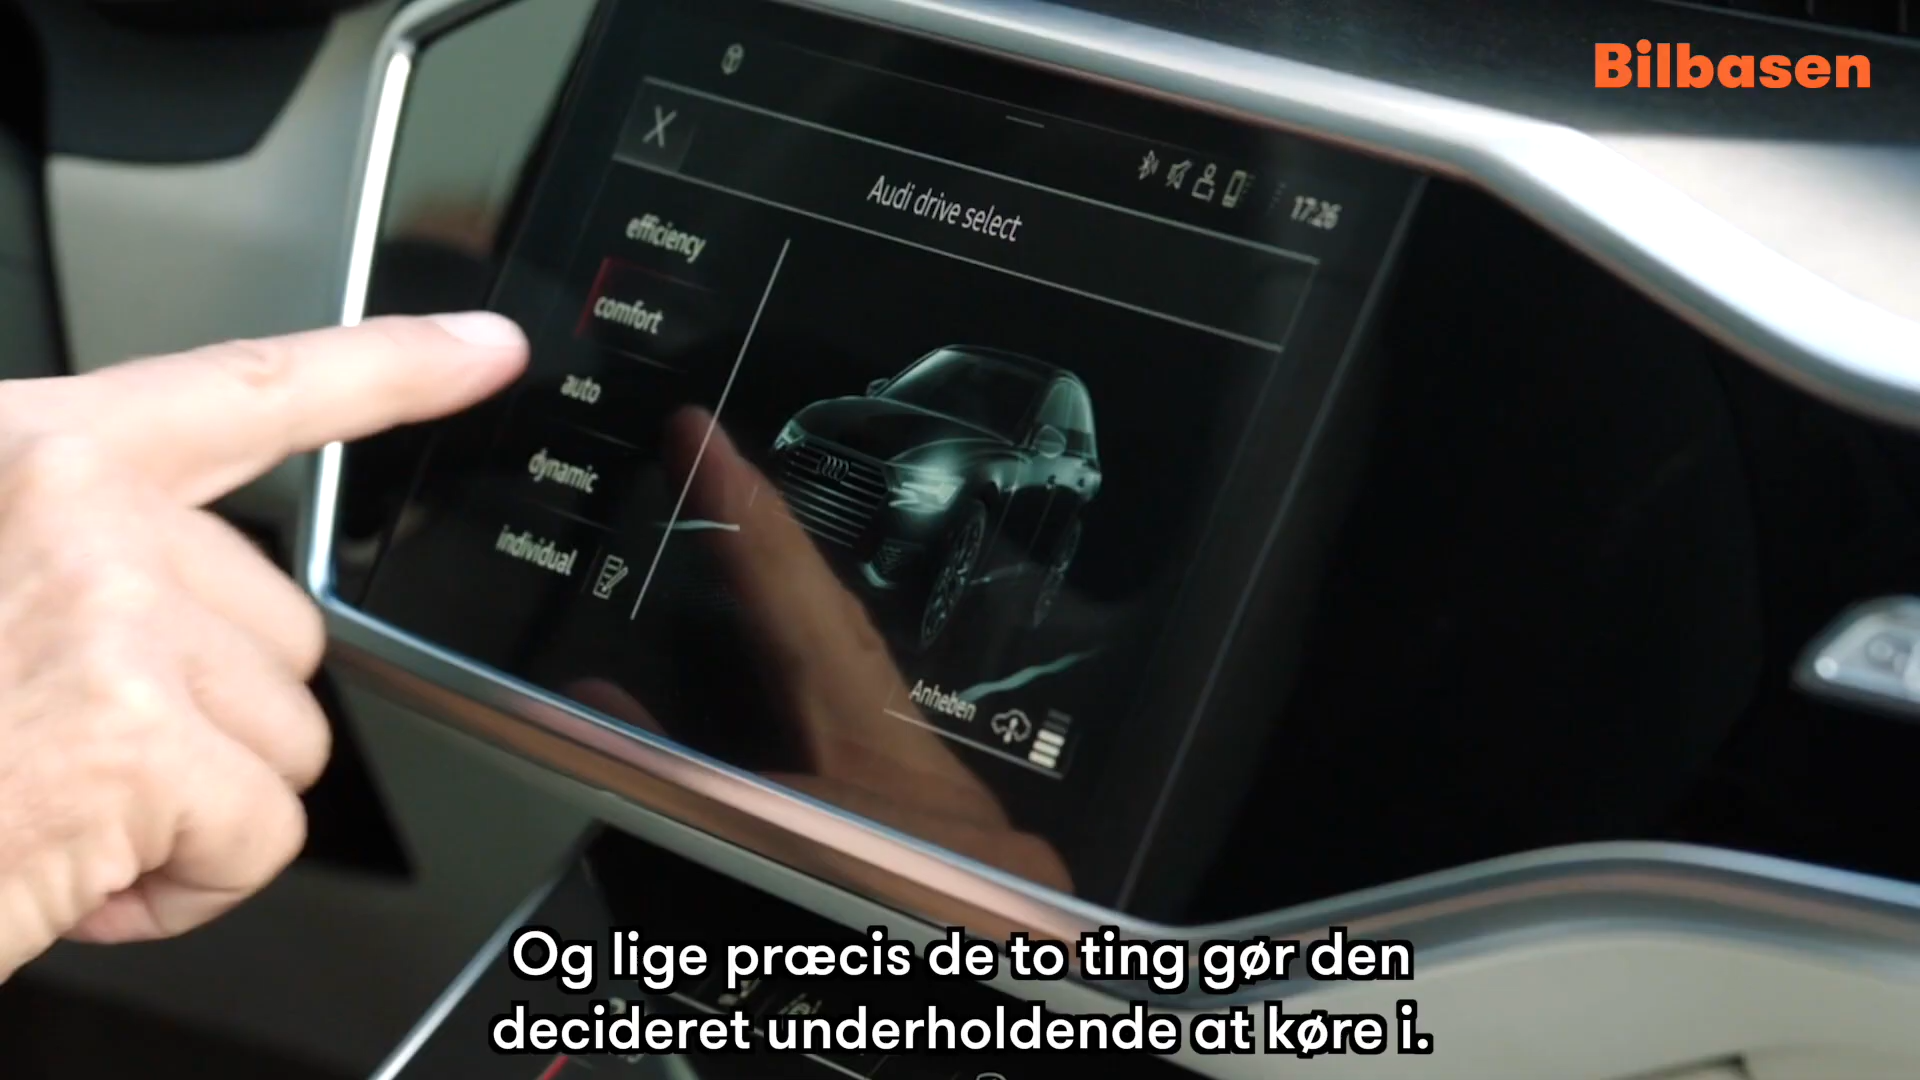 Bilbasen
17:26
Audi drive select
efficiency
comfort
auto
dynamic
individual
Anheben
Og lige præcis de to ting gør den
decideret underholdende at køre i.